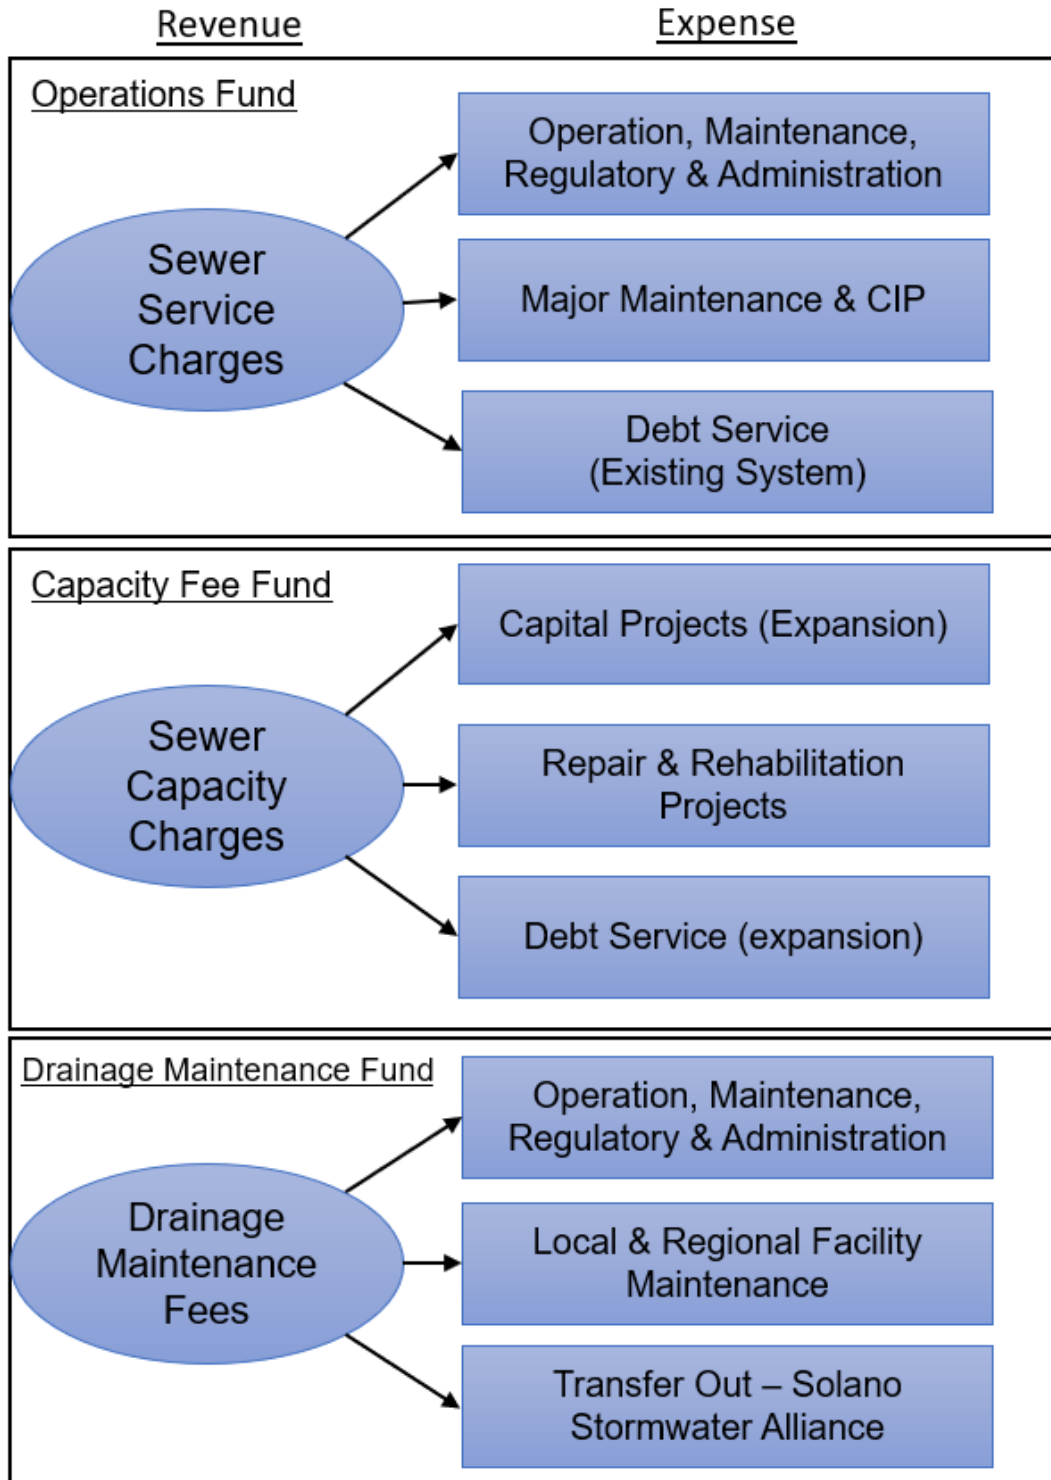 Revenue
Expense
Operations Fund
Sewer
Service
Charges
Operation, Maintenance,
Regulatory & Administration
Major Maintenance & CIP
Debt Service
(Existing System)
Capacity Fee Fund
Sewer
Capacity
Charges
Capital Projects (Expansion)
Repair & Rehabilitation
Projects
Debt Service (expansion)
Drainage Maintenance Fund
Drainage
Maintenance
Fees
Operation, Maintenance,
Regulatory & Administration
Local & Regional Facility
Maintenance
Transfer Out – Solano
Stormwater Alliance